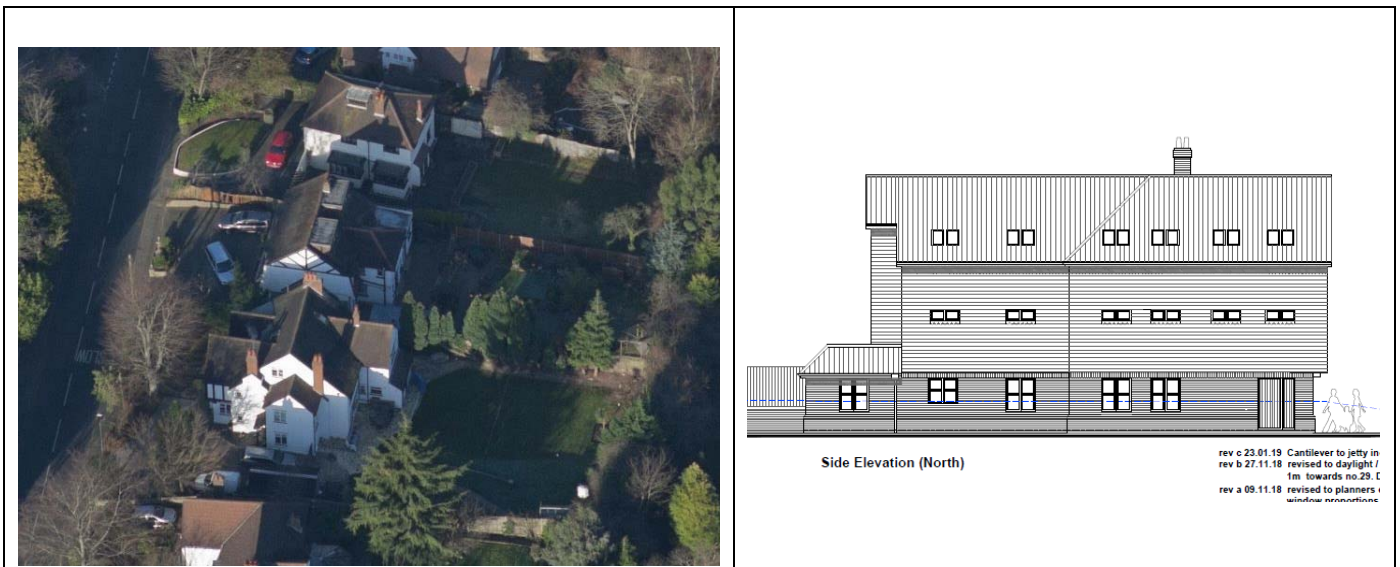 SLOW
Side Elevation (North)
rev c 23.01.19 Cantilever to jetty in
rev b 27.11.18 revised to daylight /
1m towards no.29. D
rev a 09.11.18 revised to planners
window proportions